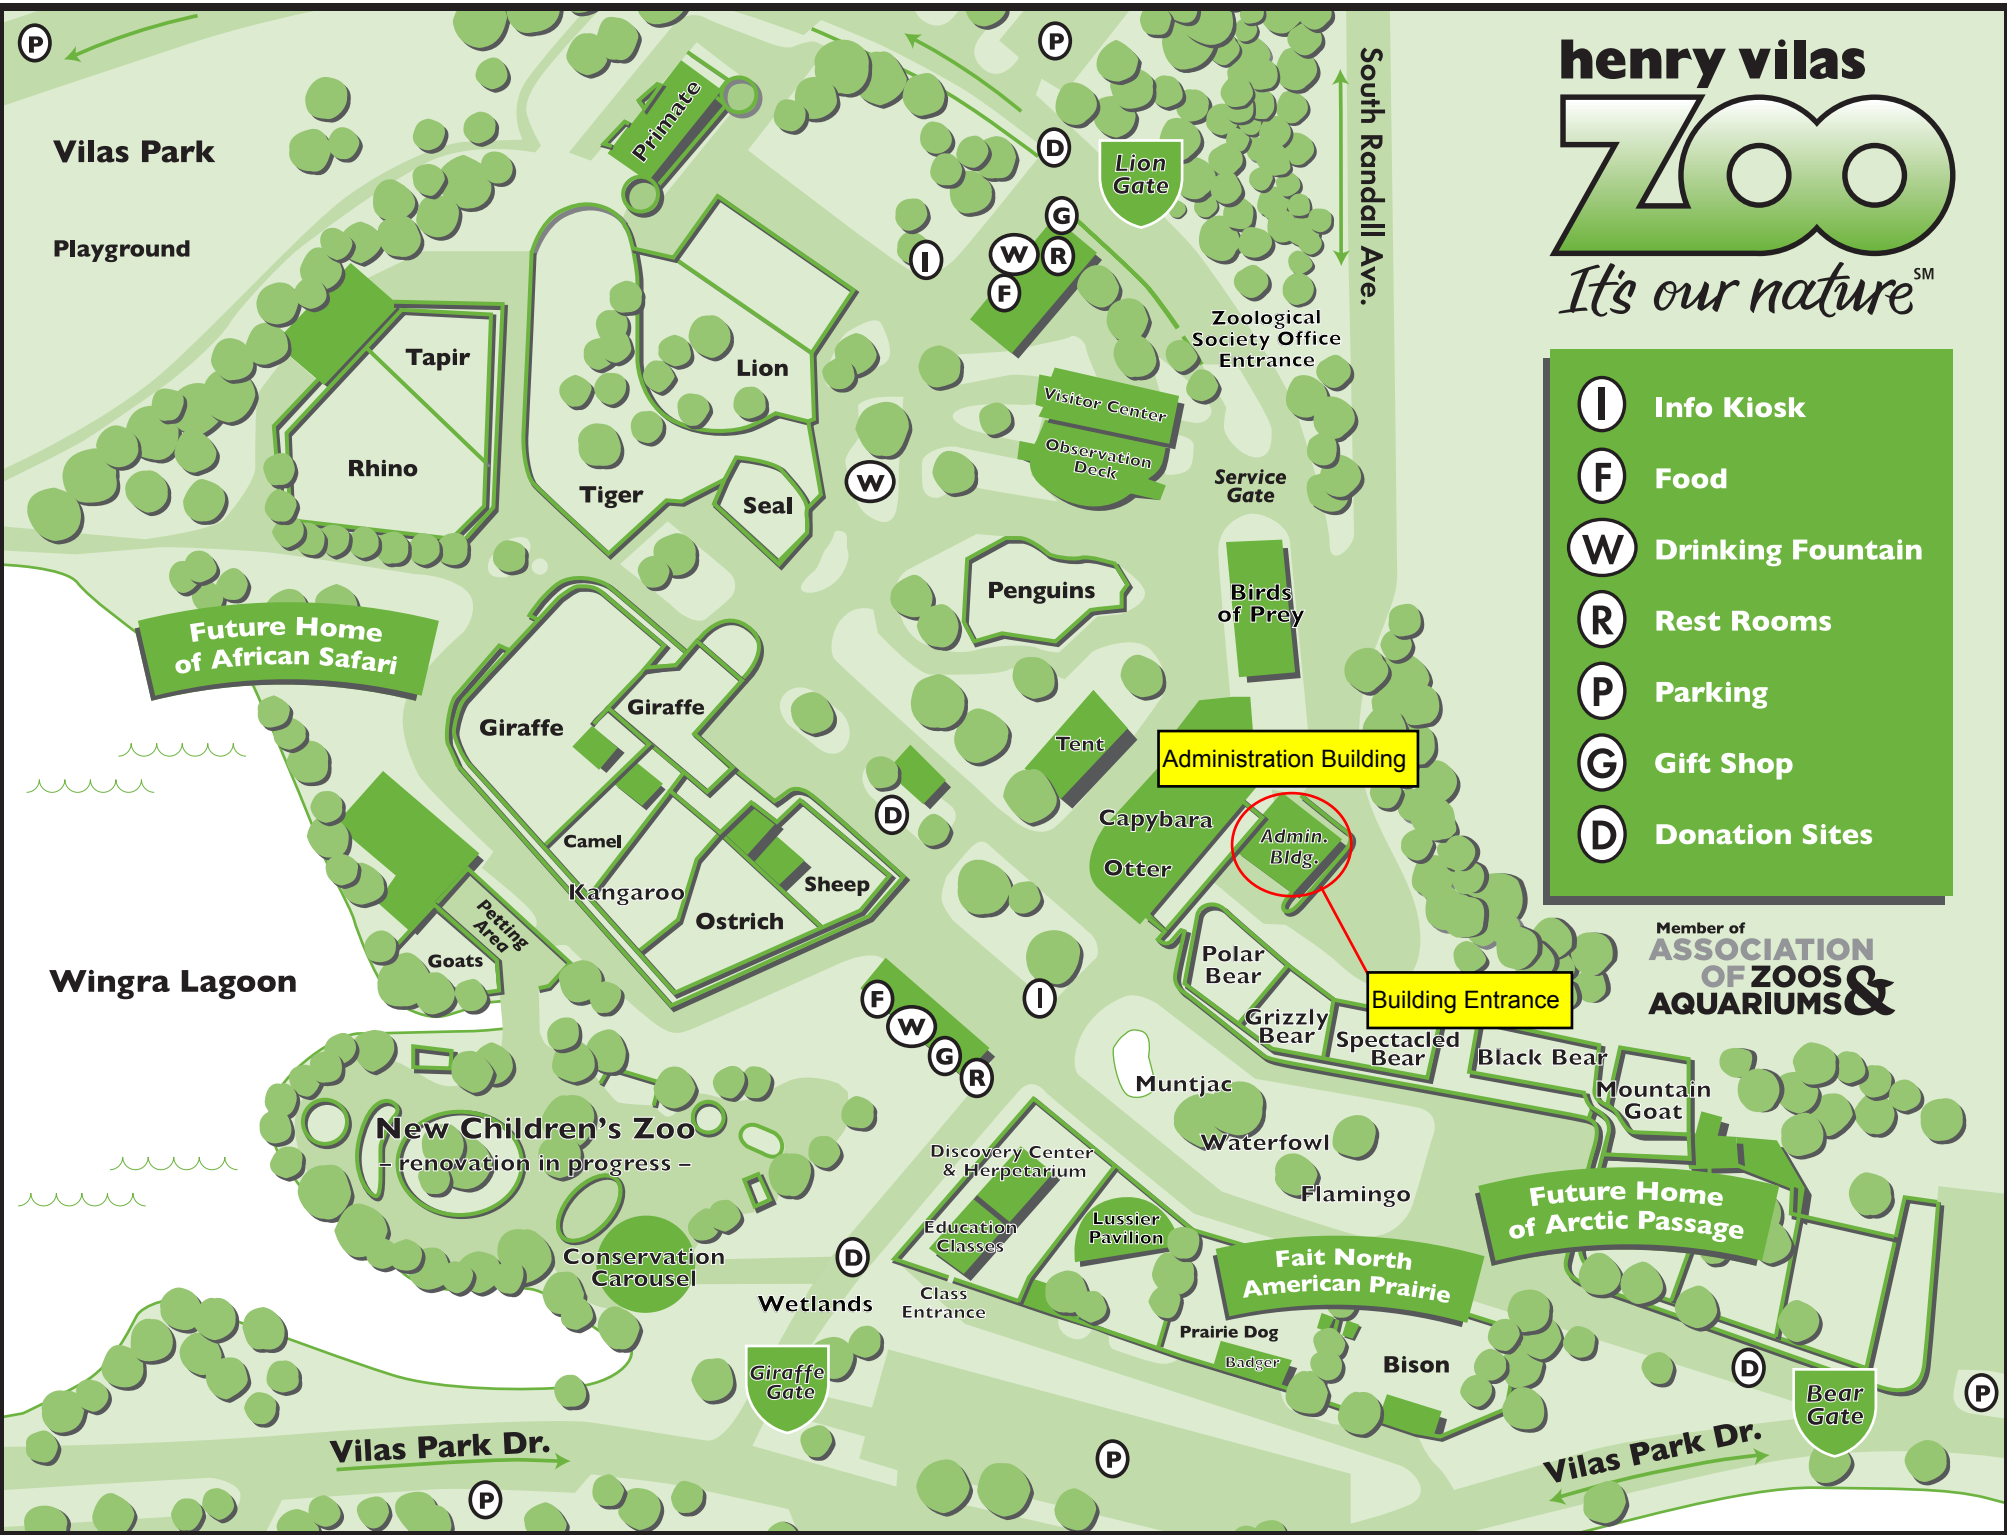 P
P
henry vilas
ZOO
It's our nature SM
South Randall Ave.
Primate
Vilas Park
D
Lion
Gate
Playground
G
W
R
I
F
Zoological
Society Office
Entrance
Tapir
Lion
Visitor Center
Observation
Deck
Rhino
Tiger
Seal
W
Service
Gate
I Info Kiosk
F Food
W Drinking Fountain
R Rest Rooms
P Parking
G Gift Shop
D Donation Sites
Penguins
Birds
of Prey
Future Home
of African Safari
Giraffe
Giraffe
Tent
Administration Building
D
Capybara
Otter
Admin.
Bldg.
Camel
Kangaroo
Sheep
Ostrich
Petting
Area
Goats
Polar
Bear
Member of
ASSOCIATION
OF ZOOS &
AQUARIUMS
Wingra Lagoon
F
W
G
R
I
Building Entrance
Grizzly
Bear
Spectacled
Bear
Black Bear
Mountain
Goat
Muntjac
Waterfowl
Flamingo
New Children's Zoo
– renovation in progress –
Discovery Center
& Herpetarium
Education
Classes
Lussier
Pavilion
Future Home
of Arctic Passage
Conservation
Carousel
D
Wetlands
Class
Entrance
Fait North
American Prairie
Prairie Dog
Badger
Bison
D
Giraffe
Gate
Bear
Gate
P
Vilas Park Dr.
P
P
Vilas Park Dr.